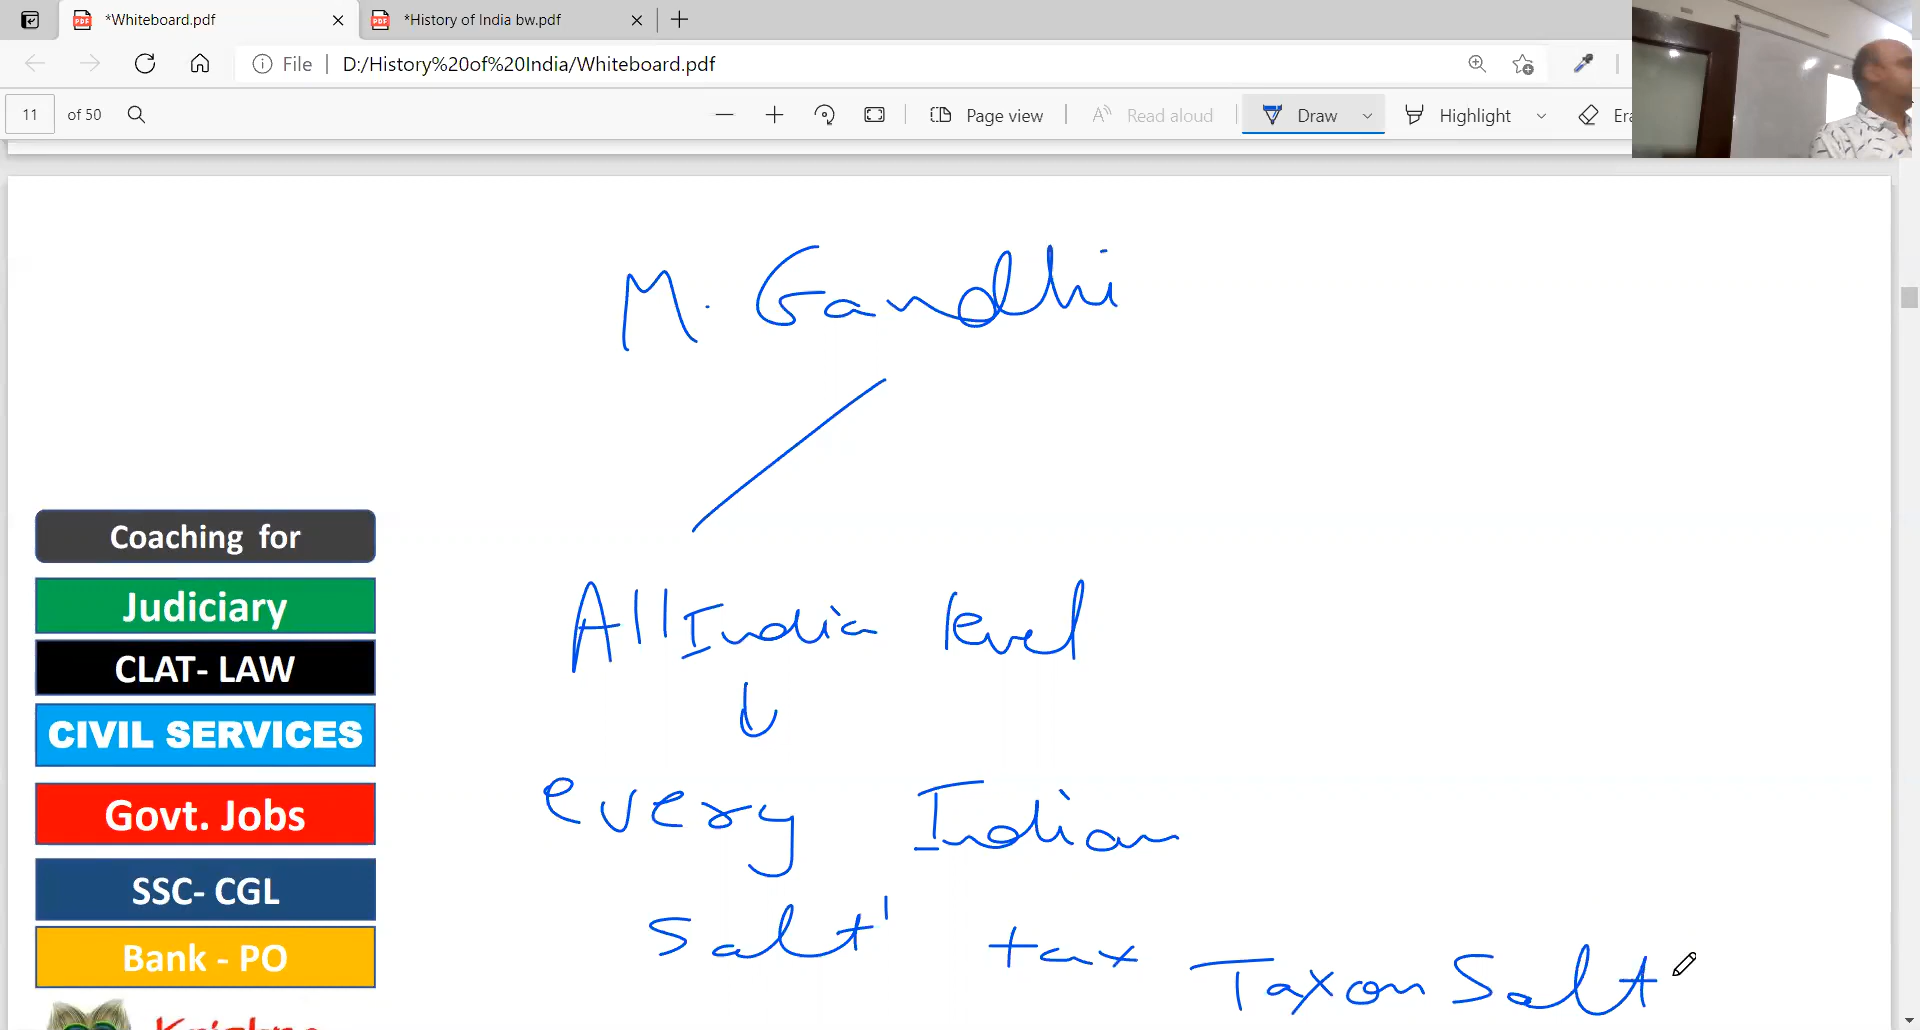 *Whiteboard.pdf
*History of India bw.pdf
File D:/History%20of%20India/Whiteboard.pdf
11 of 50 Page view Read aloud Draw Highlight
M. Gandhi
All India level
every Indian
Salt' tax Tax on Salt
Coaching for
Judiciary
CLAT- LAW
CIVIL SERVICES
Govt. Jobs
SSC- CGL
Bank - PO